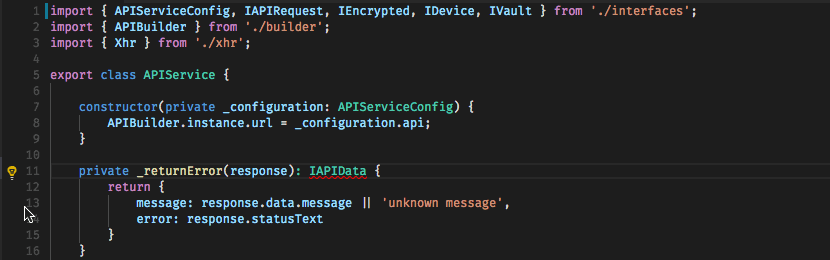 1 import { APIServiceConfig, IAPIRequest, IEncrypted, IDevice, IVault } from './interfaces';
2 import { APIBuilder } from './builder';
3 import { Xhr } from './xhr';
4
5 export class APIService {
6
7     constructor(private _configuration: APIServiceConfig) {
8         APIBuilder.instance.url = _configuration.api;
9     }
10
11     private _returnError(response): IAPIData {
12         return {
13             message: response.data.message || 'unknown message',
14             error: response.statusText
15         }
16     }